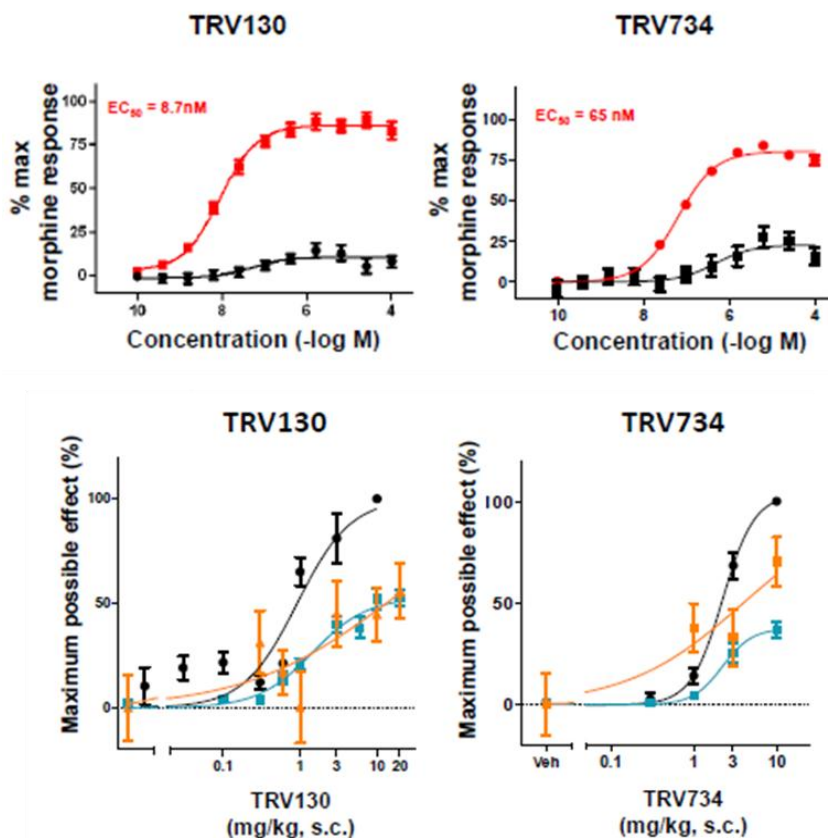 TRV130
EC50 = 8.7nM
% max
morphine response
100
75
50
25
0
10
8
6
4
Concentration (-log M)
TRV734
EC50 = 65 nM
% max
morphine response
100
75
50
25
0
10
8
6
4
Concentration (-log M)
TRV130
Maximum possible effect (%)
100
50
0
0.1
1
3
10
20
TRV130
(mg/kg, s.c.)
TRV734
Maximum possible effect (%)
100
50
0
Veh
0.1
1
3
10
TRV734
(mg/kg, s.c.)